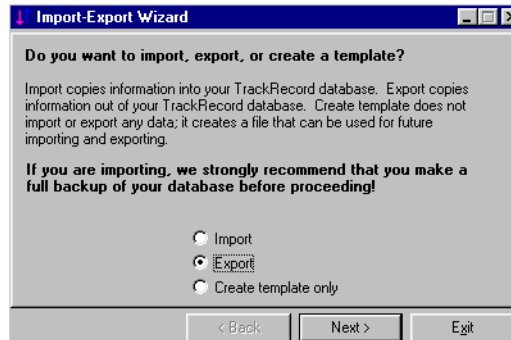 Import-Export Wizard
Do you want to import, export, or create a template?
Import copies information into your TrackRecord database. Export copies
information out of your TrackRecord database. Create template does not
import or export any data; it creates a file that can be used for future
importing and exporting.
If you are importing, we strongly recommend that you make a
full backup of your database before proceeding!
Import
Export
Create template only
< Back
Next >
Exit